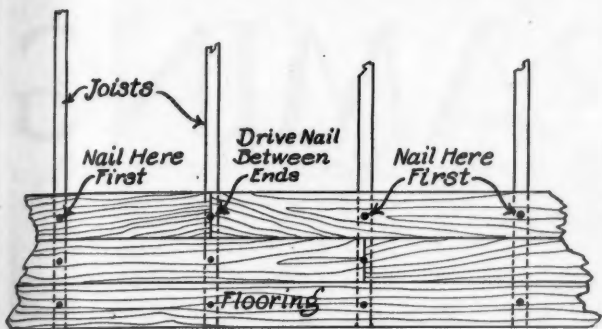 Joists
Nail Here
First
Drive Nail
Between
Ends
Nail Here
First
Flooring